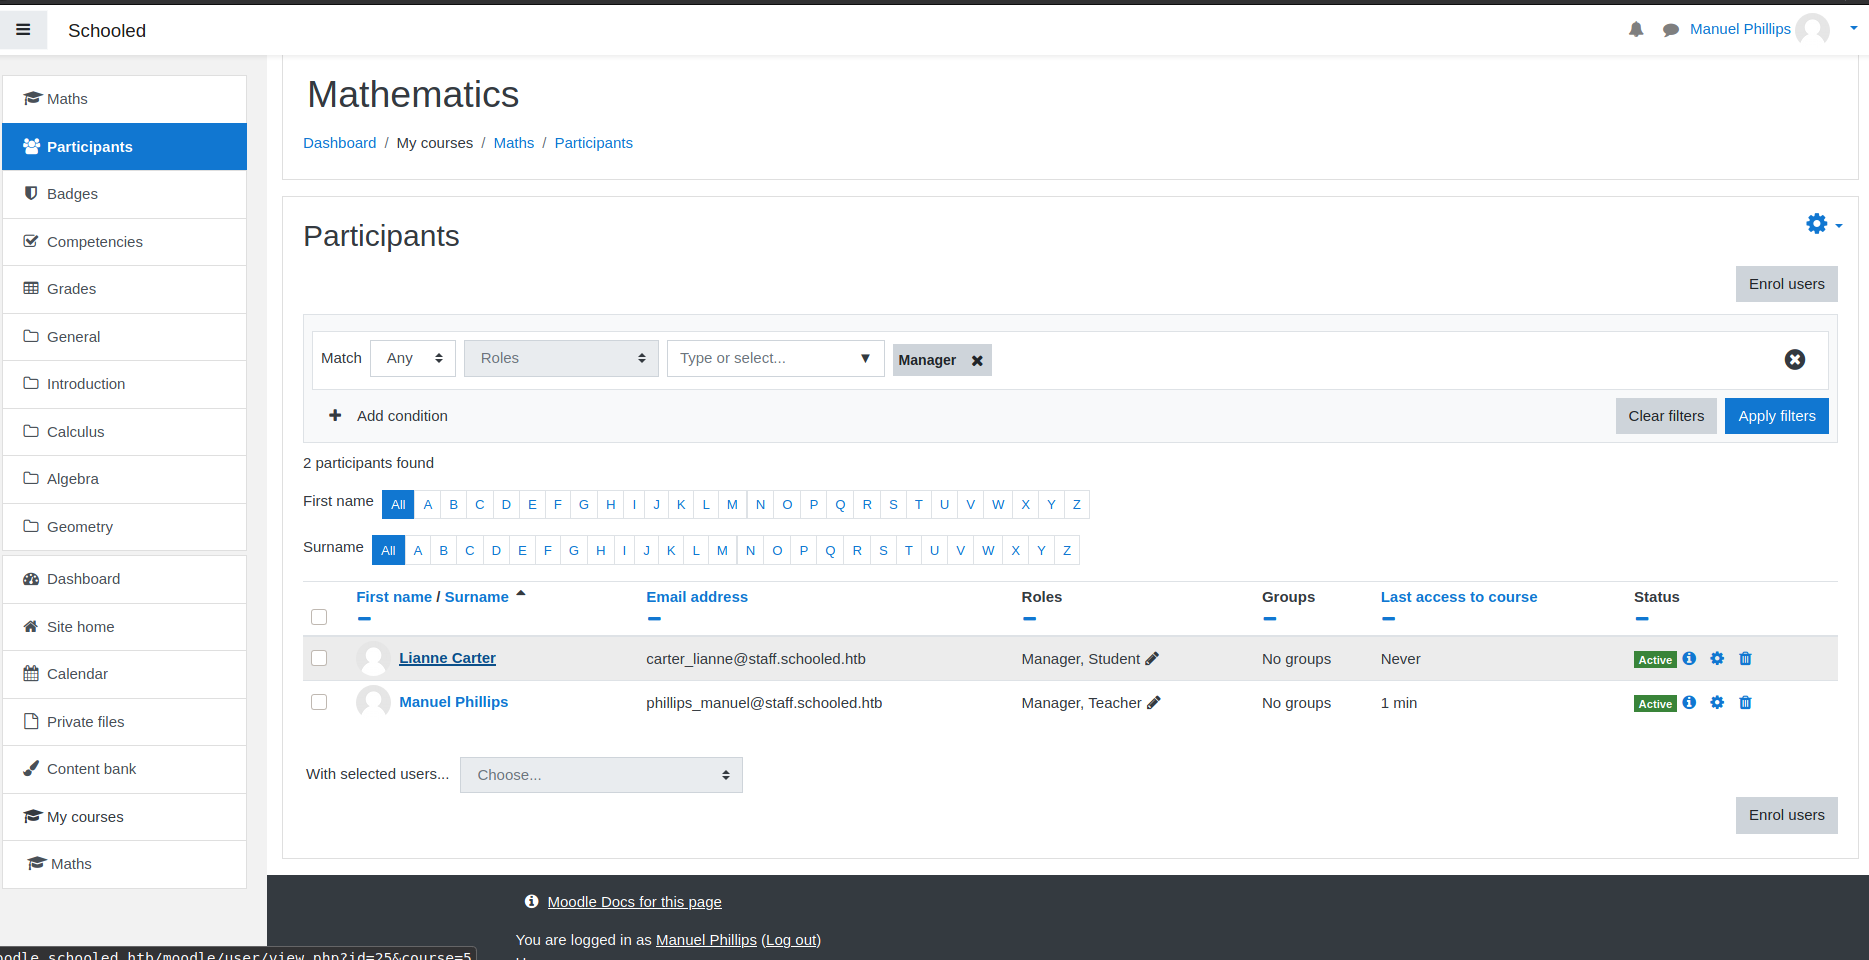 Schooled
Manuel Phillips
Maths
Participants
Badges
Competencies
Grades
General
Introduction
Calculus
Algebra
Geometry
Dashboard
Site home
Calendar
Private files
Content bank
My courses
Maths
Mathematics
Dashboard / My courses / Maths / Participants
Participants
Enrol users
Match Any Roles Type or select... ▼ Manager ✖
Add condition
Clear filters Apply filters
2 participants found
First name All A B C D E F G H I J K L M N O P Q R S T U V W X Y Z
Surname All A B C D E F G H I J K L M N O P Q R S T U V W X Y Z
First name / Surname Email address Roles Groups Last access to course Status
Lianne Carter carter_lianne@staff.schooled.htb Manager, Student No groups Never Active
Manuel Phillips phillips_manuel@staff.schooled.htb Manager, Teacher No groups 1 min Active
With selected users... Choose...
Enrol users
Moodle Docs for this page
You are logged in as Manuel Phillips (Log out)
oodle.schooled.htb/moodle/user/view.php?id=25&course=5